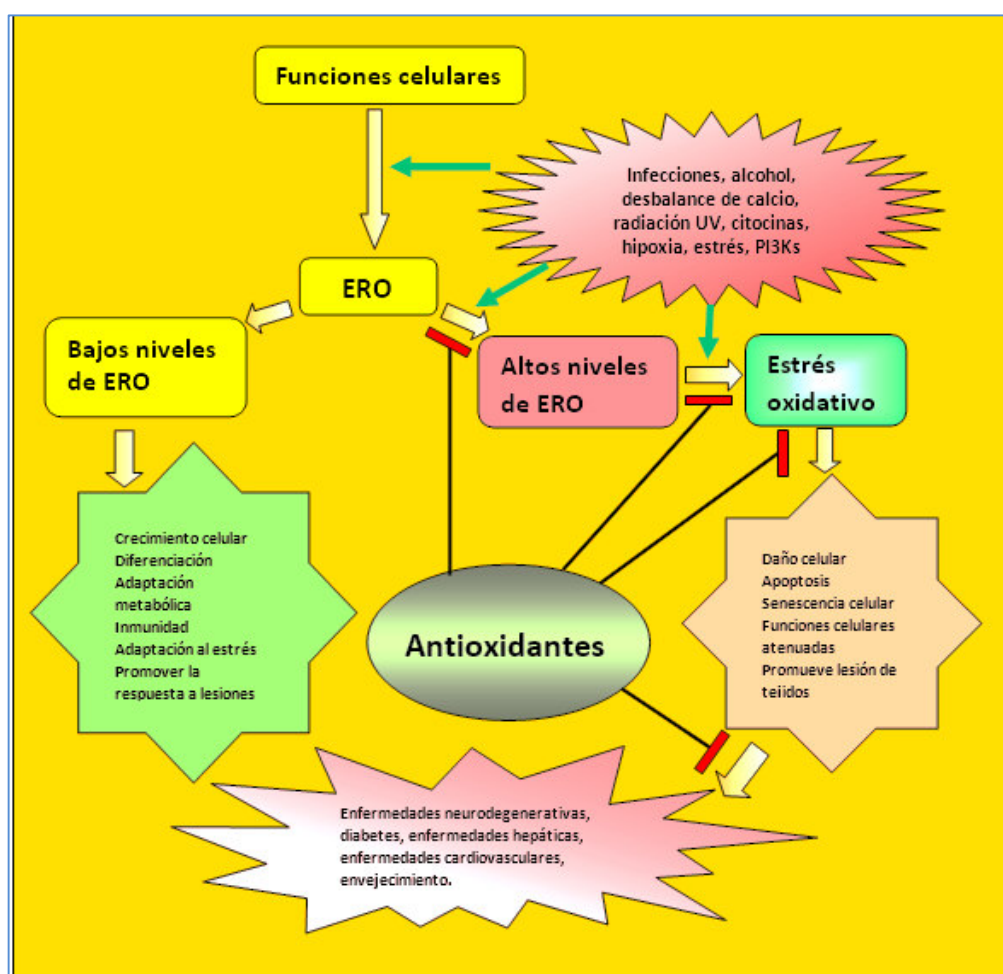 Funciones celulares
Infecciones, alcohol,
desbalance de calcio,
radiación UV, citocinas,
hipoxia, estrés, PI3Ks
ERO
Bajos niveles
de ERO
Altos niveles
de ERO
Estrés
oxidativo
Crecimiento celular
Diferenciación
Adaptación
metabólica
Inmunidad
Adaptación al estrés
Promover la
respuesta a lesiones
Daño celular
Apoptosis
Senescencia celular
Funciones celulares
atenuadas
Promueve lesión de
tejidos
Antioxidantes
Enfermedades neurodegenerativas,
diabetes, enfermedades hepáticas,
enfermedades cardiovasculares,
envejecimiento.